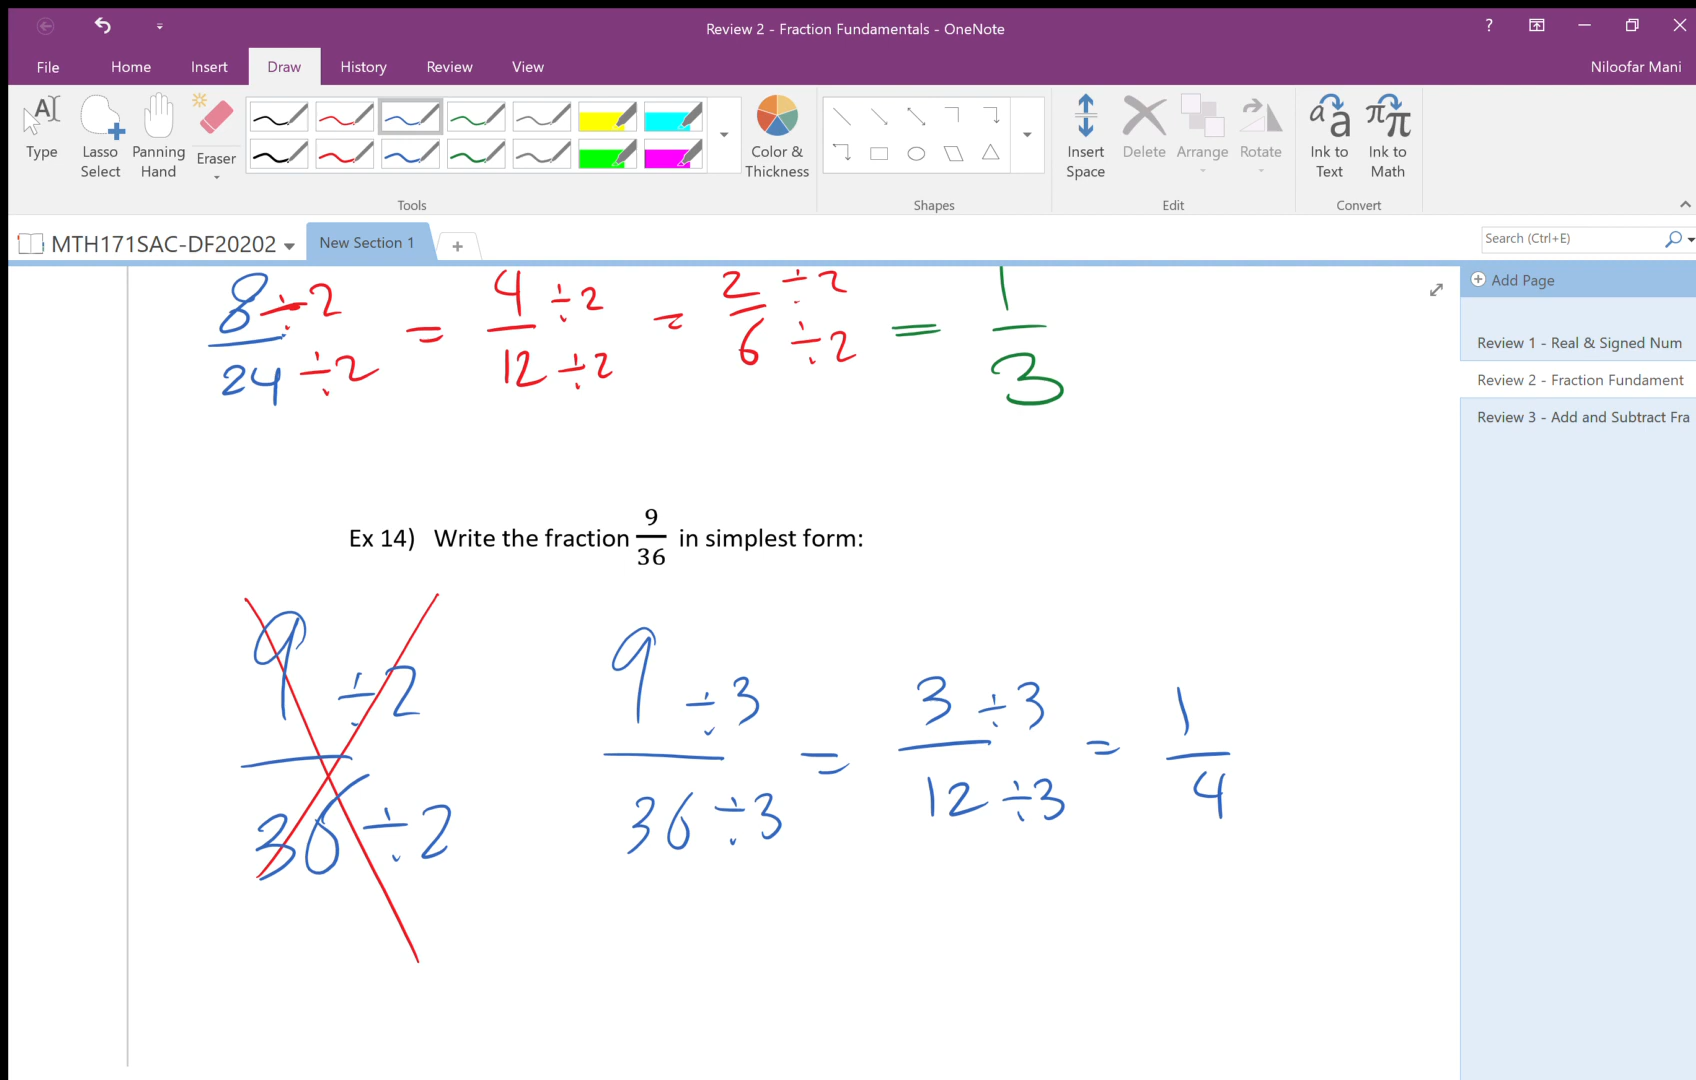 Review 2 - Fraction Fundamentals - OneNote
?
File Home Insert Draw History Review View Niloofar Mani
Type Lasso Select Panning Hand Eraser Color & Thickness Insert Space Delete Arrange Rotate Ink to Text Ink to Math
Tools Shapes Edit Convert
MTH171SAC-DF20202 New Section 1 + Search (Ctrl+E)
Add Page
Review 1 - Real & Signed Num
Review 2 - Fraction Fundament
Review 3 - Add and Subtract Fra
8 ÷2 4 ÷2 2 ÷2 1
= = =
24 ÷2 12 ÷2 6 ÷2 3
Ex 14) Write the fraction 9/36 in simplest form:
9 ÷2 9 ÷3 3 ÷3 1
= =
36 ÷2 36 ÷3 12 ÷3 4